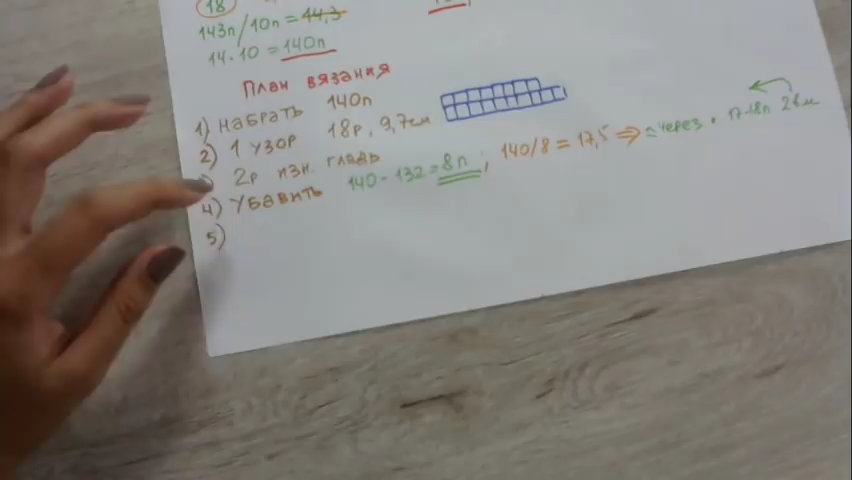 18
143п/10п = 14,3
14·10 = 140п
План вязания
1) Набрать 140п
2) 1 узор 18р, 9,7см
2р изн. гладь
4) Убавить 140 - 132 = 8п ; 140/8 = 17,5 ⇒ ≈ через 17-18п 2вм
5)